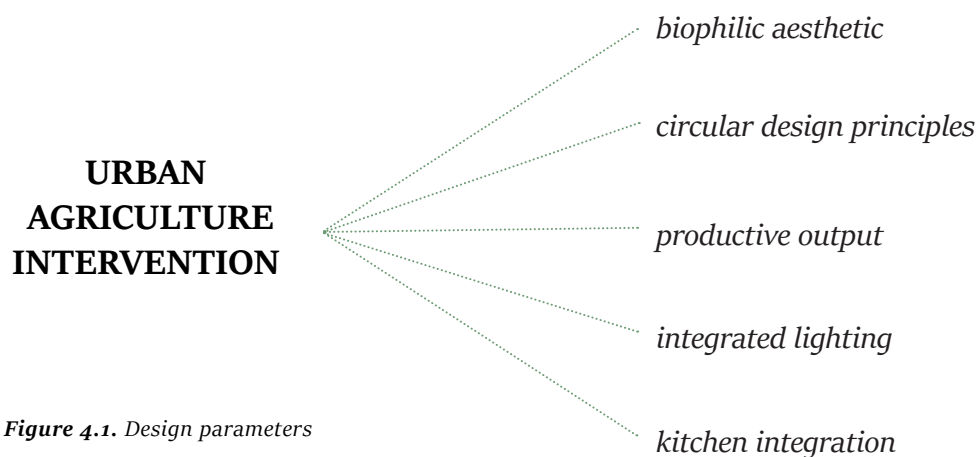 biophilic aesthetic
circular design principles
URBAN
AGRICULTURE
INTERVENTION
productive output
integrated lighting
kitchen integration
Figure 4.1. Design parameters